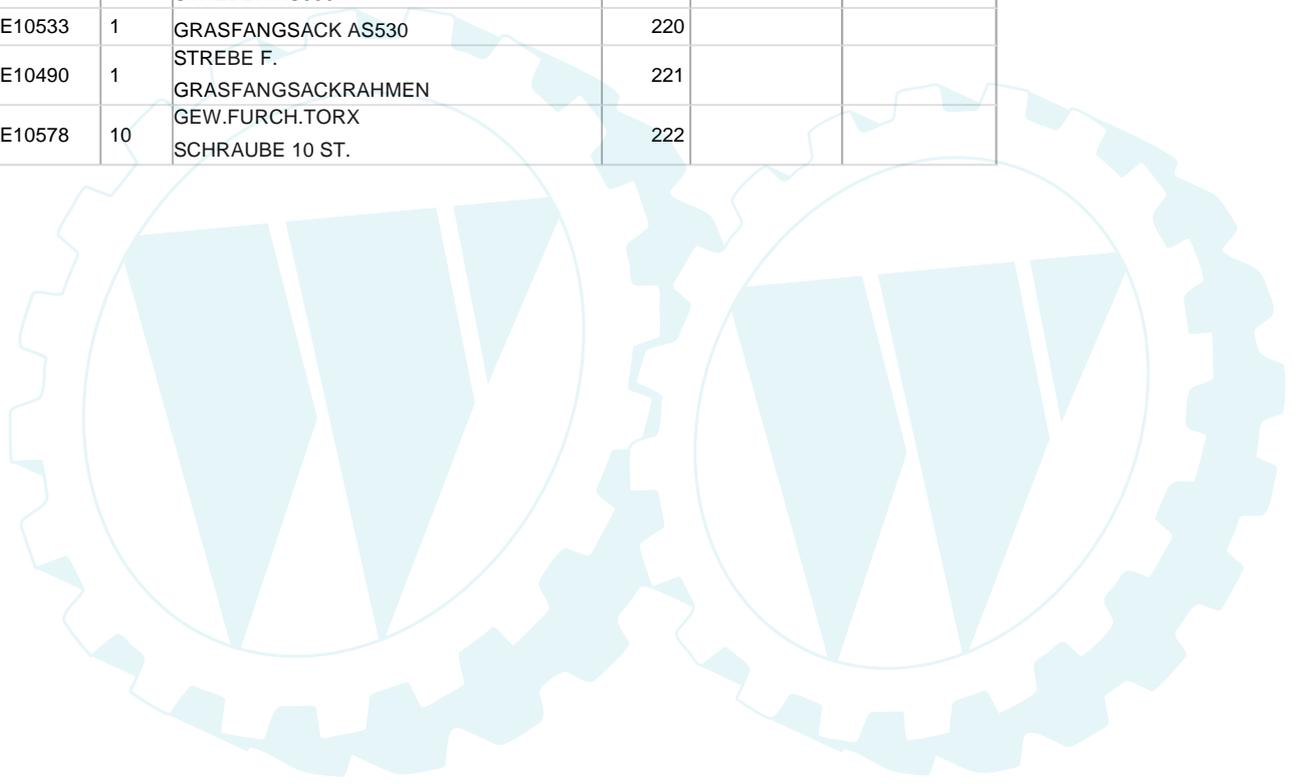 E10533 1 GRASFANGSACK AS530 220
STREBE F.
E10490 1 GRASFANGSACKRAHMEN 221
GEW.FURCH.TORX
E10578 10 SCHRAUBE 10 ST. 222